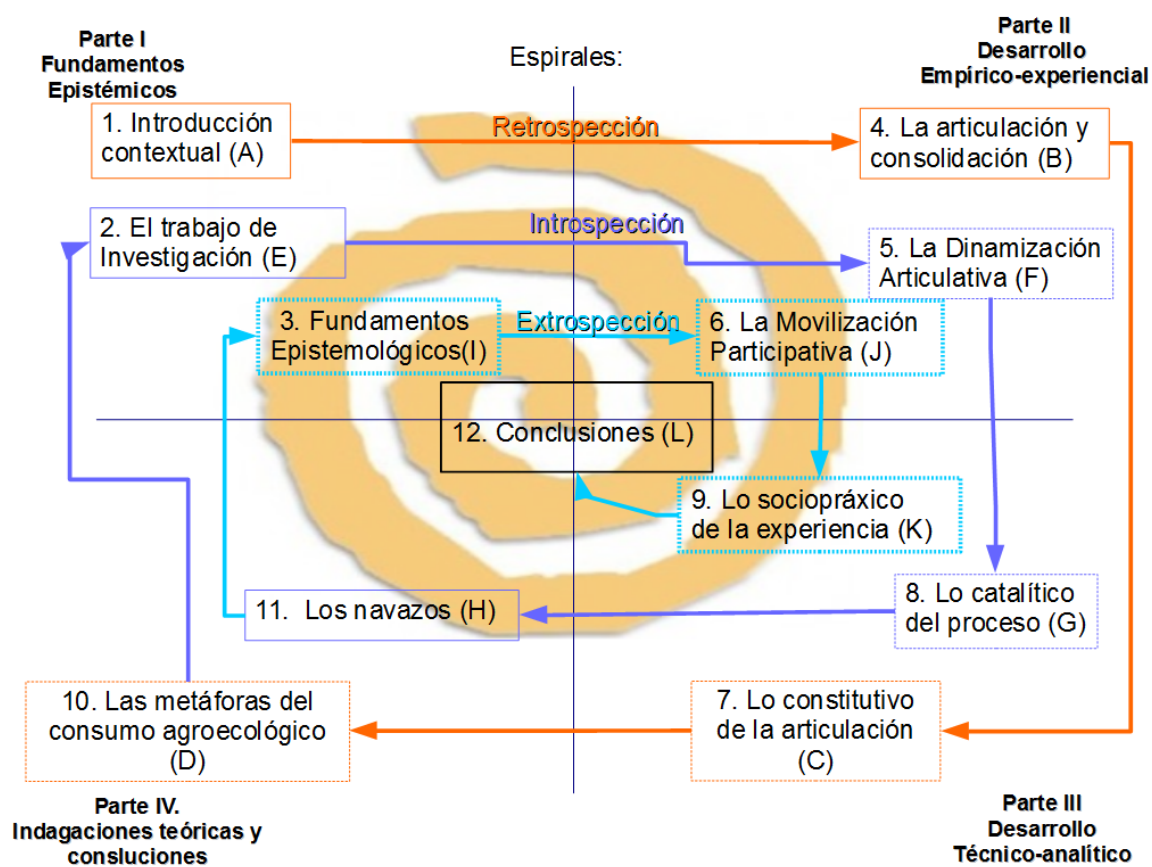 Parte I
Fundamentos
Epistémicos
Espirales:
Parte II
Desarrollo
Empírico-experiencial
1. Introducción
contextual (A)
Retrospección
4. La articulación y
consolidación (B)
2. El trabajo de
Investigación (E)
Introspección
5. La Dinamización
Articulativa (F)
3. Fundamentos
Epistemológicos(I)
Extrospección
6. La Movilización
Participativa (J)
12. Conclusiones (L)
9. Lo sociopráxico
de la experiencia (K)
11. Los navazos (H)
8. Lo catalítico
del proceso (G)
10. Las metáforas del
consumo agroecológico
(D)
7. Lo constitutivo
de la articulación
(C)
Parte IV.
Indagaciones teóricas y
consluciones
Parte III
Desarrollo
Técnico-analítico